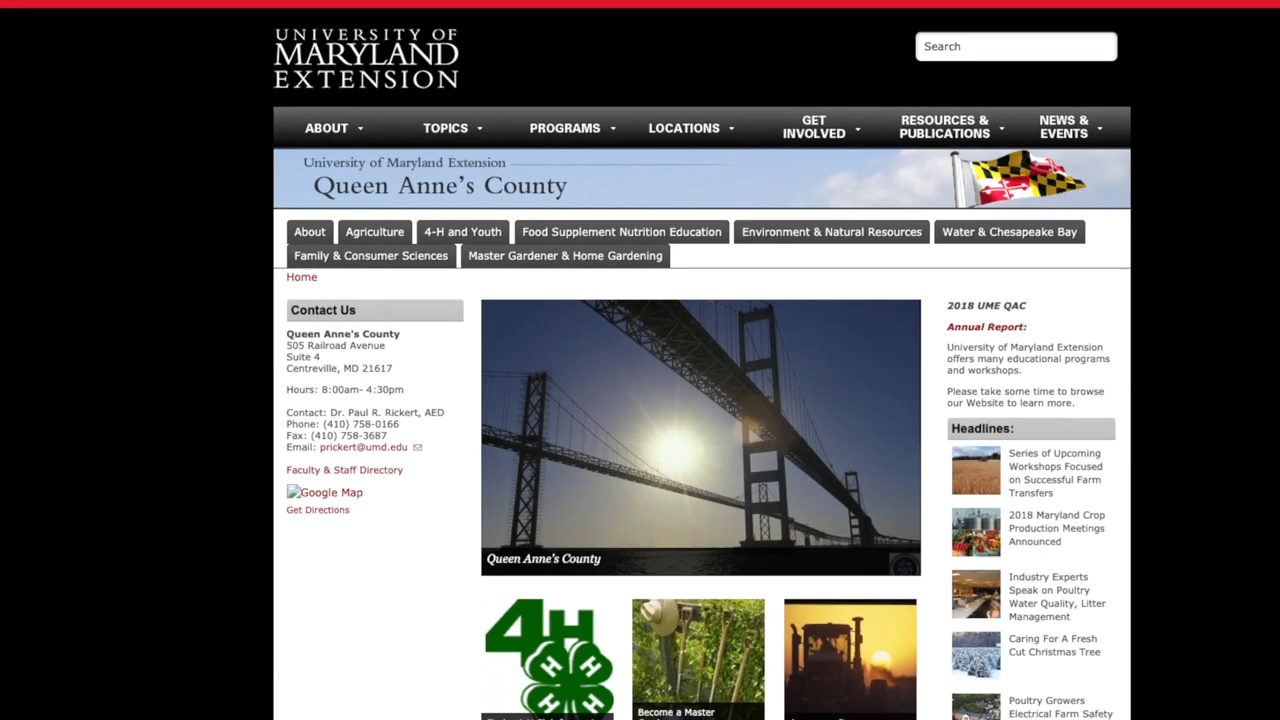 UNIVERSITY OF
MARYLAND
EXTENSION
Search
ABOUT
TOPICS
PROGRAMS
LOCATIONS
GET
INVOLVED
RESOURCES &
PUBLICATIONS
NEWS &
EVENTS
University of Maryland Extension
Queen Anne's County
About
Agriculture
4-H and Youth
Food Supplement Nutrition Education
Environment & Natural Resources
Water & Chesapeake Bay
Family & Consumer Sciences
Master Gardener & Home Gardening
Home
Contact Us
Queen Anne's County
505 Railroad Avenue
Suite 4
Centreville, MD 21617
Hours: 8:00am- 4:30pm
Contact: Dr. Paul R. Rickert, AED
Phone: (410) 758-0166
Fax: (410) 758-3687
Email: prickert@umd.edu
Faculty & Staff Directory
Google Map
Get Directions
Queen Anne's County
4H
H H
H H
Become a Master
2018 UME QAC
Annual Report:
University of Maryland Extension
offers many educational programs
and workshops.
Please take some time to browse
our Website to learn more.
Headlines:
Series of Upcoming
Workshops Focused
on Successful Farm
Transfers
2018 Maryland Crop
Production Meetings
Announced
Industry Experts
Speak on Poultry
Water Quality, Litter
Management
Caring For A Fresh
Cut Christmas Tree
Poultry Growers
Electrical Farm Safety